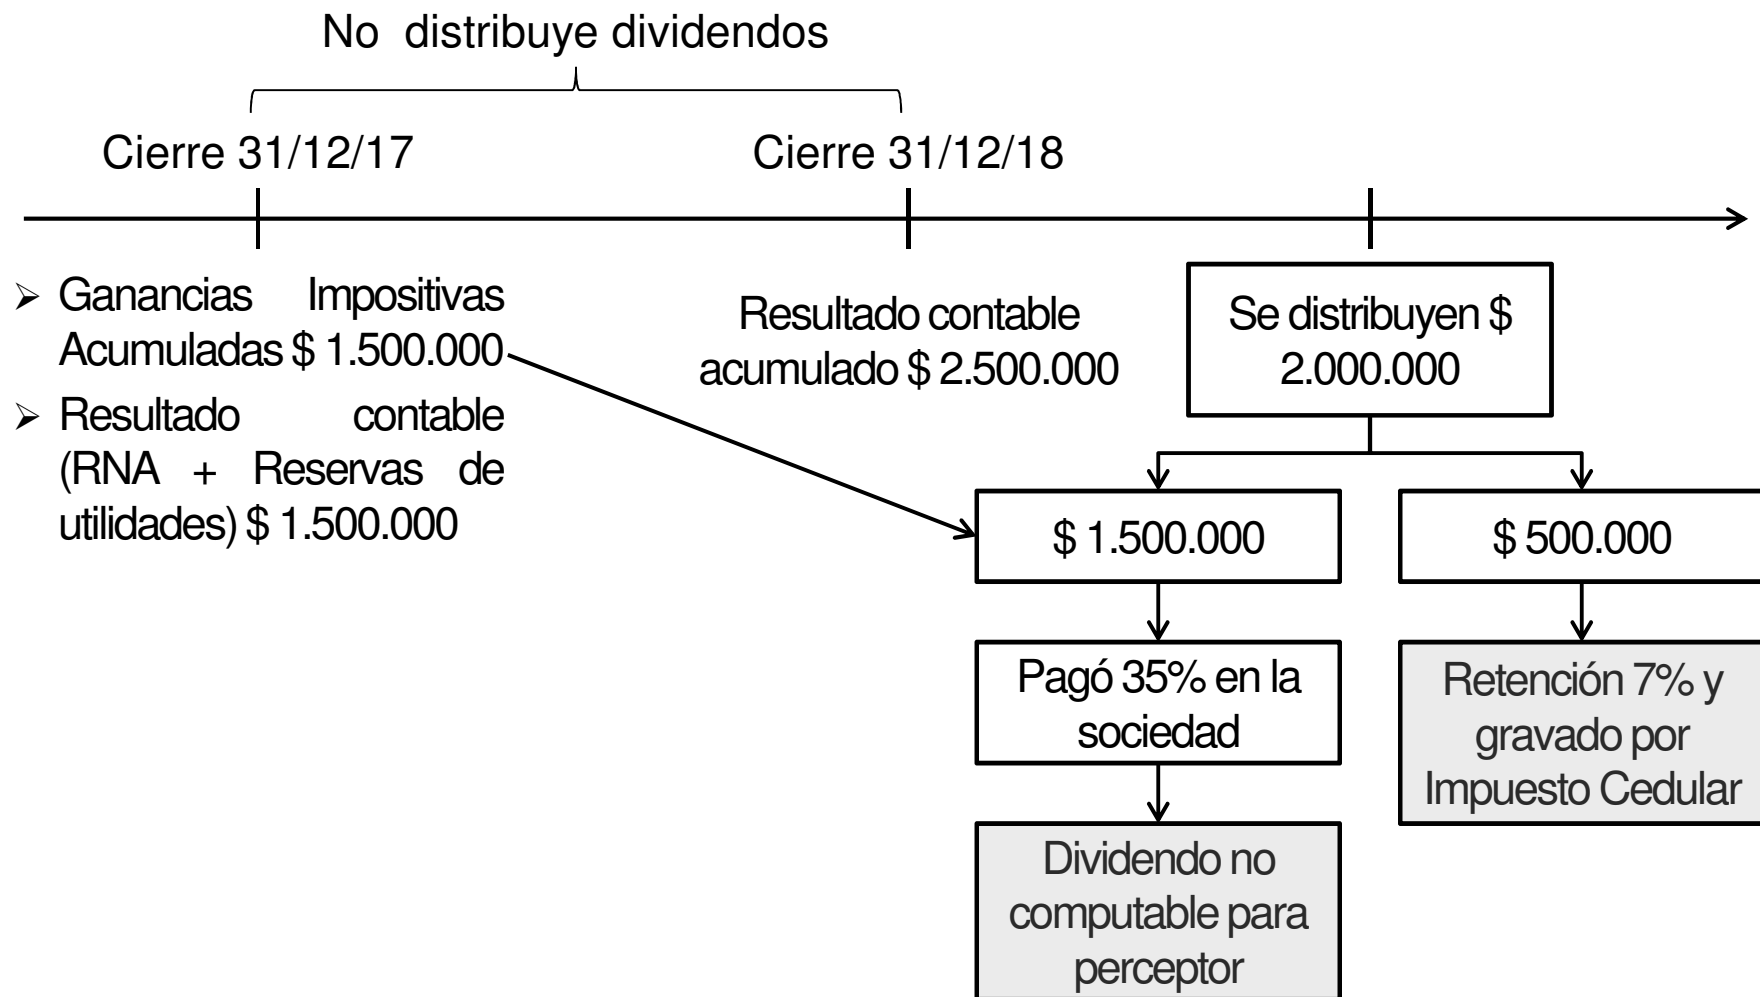 No distribuye dividendos
Cierre 31/12/17
Cierre 31/12/18
➢ Ganancias Impositivas
Acumuladas $ 1.500.000
➢ Resultado contable
(RNA + Reservas de
utilidades) $ 1.500.000
Resultado contable
acumulado $ 2.500.000
Se distribuyen $
2.000.000
$ 1.500.000
$ 500.000
Pagó 35% en la
sociedad
Retención 7% y
gravado por
Impuesto Cedular
Dividendo no
computable para
perceptor